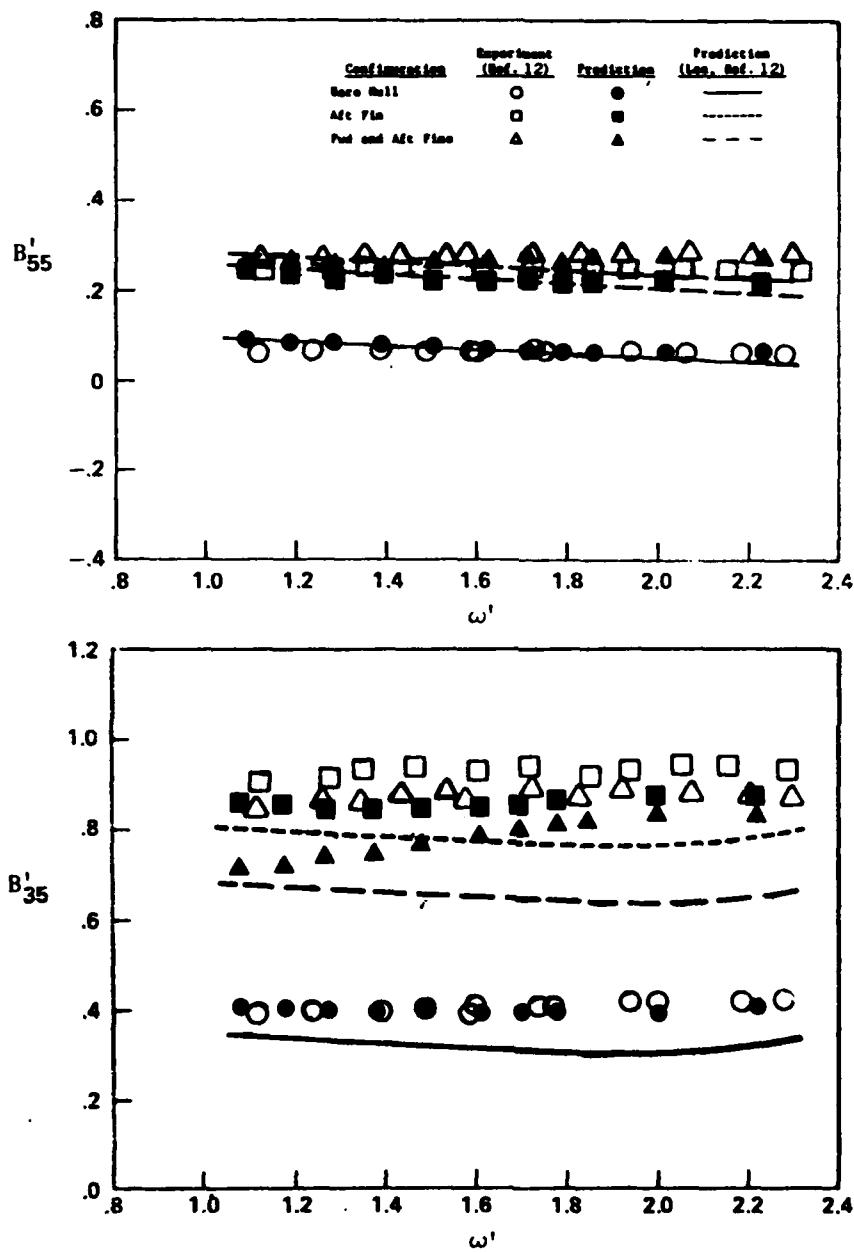 .8
.6
.4
.2
0
-.2
-.4
B'55
Configuration
Experiment
(Ref. 12)
Prediction
Prediction
(Lee, Ref. 12)
Bare Hull
Aft Fin
Fwd and Aft Fins
.8 1.0 1.2 1.4 1.6 1.8 2.0 2.2 2.4
ω'
1.2
1.0
.8
.6
.4
.2
.0
B'35
.8 1.0 1.2 1.4 1.6 1.8 2.0 2.2 2.4
ω'